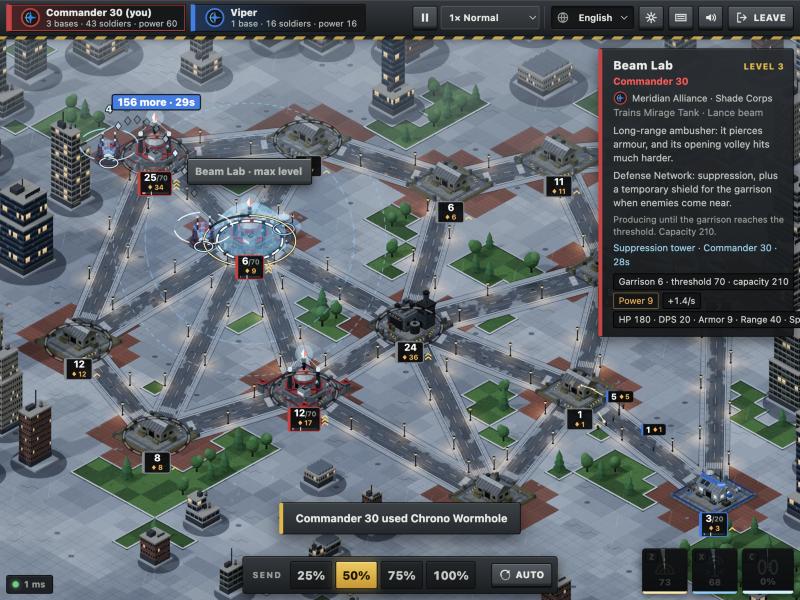 Commander 30 (you)
3 bases · 43 soldiers · power 60
Viper
1 base · 16 soldiers · power 16
1× Normal
English
LEAVE
Beam Lab
LEVEL 3
Commander 30
Meridian Alliance · Shade Corps
Trains Mirage Tank · Lance beam
Long-range ambusher: it pierces
armour, and its opening volley hits
much harder.
Defense Network: suppression, plus
a temporary shield for the garrison
when enemies come near.
Producing until the garrison reaches the
threshold. Capacity 210.
Suppression tower · Commander 30 ·
28s
Garrison 6 · threshold 70 · capacity 210
Power 9
+1.4/s
HP 180 · DPS 20 · Armor 9 · Range 40 · Sp
156 more · 29s
4
25/70
♦ 34
Beam Lab · max level
6
♦ 6
11
♦ 11
6/70
♦ 9
24
♦ 36
12
♦ 12
12/70
♦ 17
5 ♦ 5
1
♦ 1
1 ♦ 1
8
♦ 8
3/20
♦ 3
Commander 30 used Chrono Wormhole
SEND
25%
50%
75%
100%
AUTO
1 ms
Z
73
X
68
C
0%